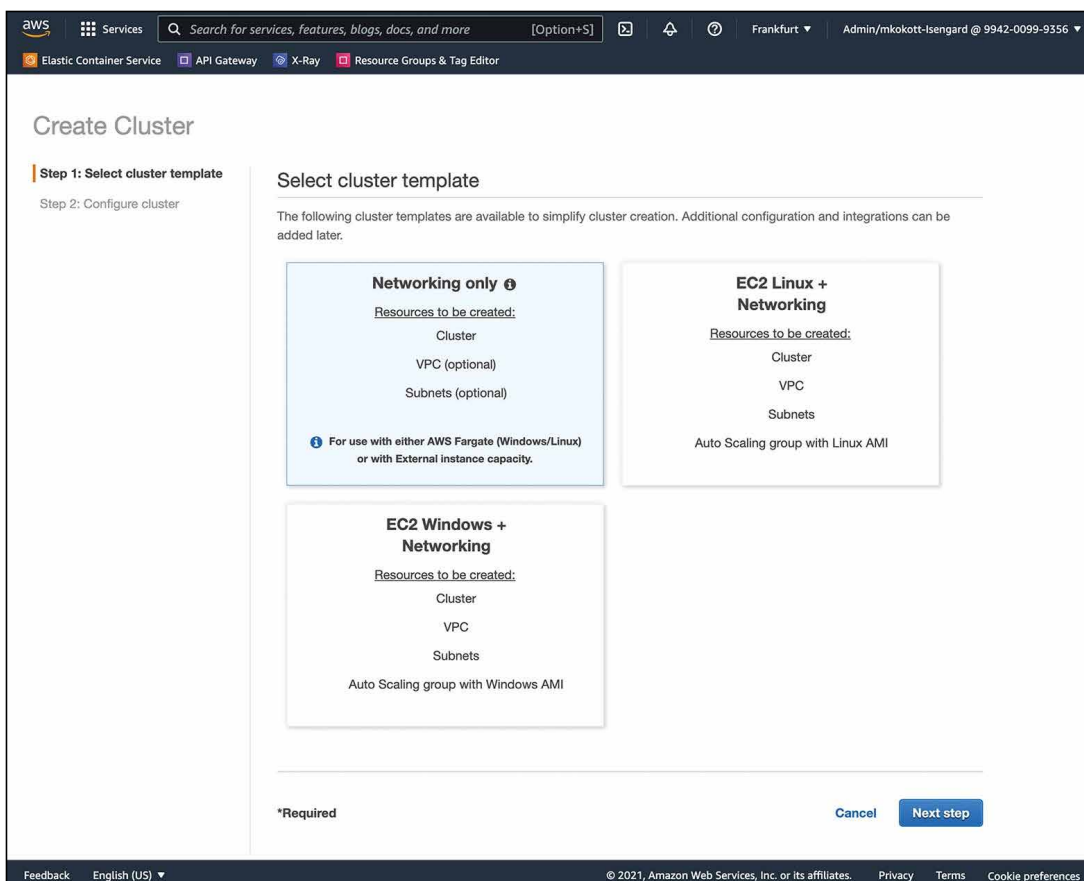 aws Services Search for services, features, blogs, docs, and more [Option+S] Frankfurt ▼ Admin/mkokott-Isengard @ 9942-0099-9356 ▼
Elastic Container Service API Gateway X-Ray Resource Groups & Tag Editor
Create Cluster
Step 1: Select cluster template
Step 2: Configure cluster
Select cluster template
The following cluster templates are available to simplify cluster creation. Additional configuration and integrations can be
added later.
Networking only
Resources to be created:
Cluster
VPC (optional)
Subnets (optional)
For use with either AWS Fargate (Windows/Linux)
or with External instance capacity.
EC2 Linux +
Networking
Resources to be created:
Cluster
VPC
Subnets
Auto Scaling group with Linux AMI
EC2 Windows +
Networking
Resources to be created:
Cluster
VPC
Subnets
Auto Scaling group with Windows AMI
*Required Cancel Next step
Feedback English (US) ▼ © 2021, Amazon Web Services, Inc. or its affiliates. Privacy Terms Cookie preferences